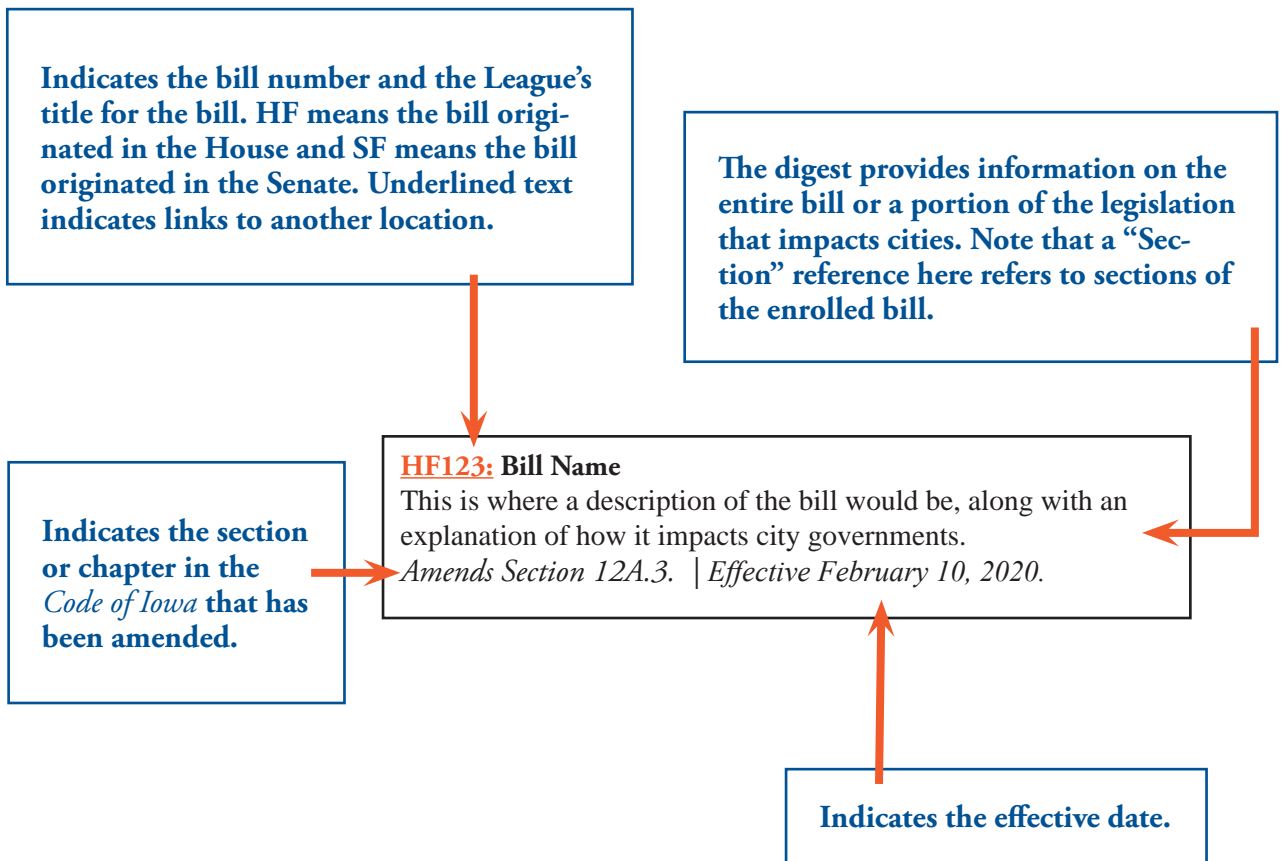 Indicates the bill number and the League’s
title for the bill. HF means the bill origi-
nated in the House and SF means the bill
originated in the Senate. Underlined text
indicates links to another location.
The digest provides information on the
entire bill or a portion of the legislation
that impacts cities. Note that a “Sec-
tion” reference here refers to sections of
the enrolled bill.
HF123: Bill Name
This is where a description of the bill would be, along with an
explanation of how it impacts city governments.
Amends Section 12A.3. | Effective February 10, 2020.
Indicates the section
or chapter in the
Code of Iowa that has
been amended.
Indicates the effective date.